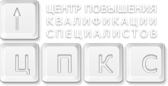 ЦЕНТР ПОВЫШЕНИЯ
КВАЛИФИКАЦИИ
СПЕЦИАЛИСТОВ
Ц П К С